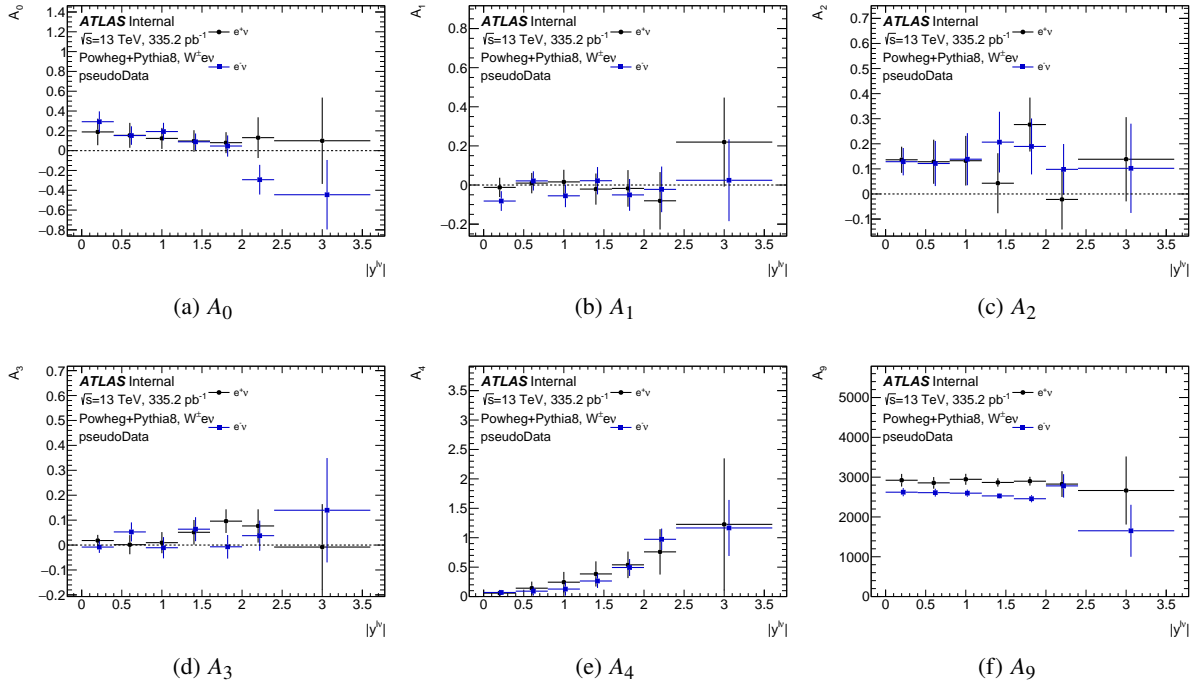 A0
1.4
1.2
1
0.8
0.6
0.4
0.2
0
−0.2
−0.4
−0.6
−0.8
ATLAS Internal
√s=13 TeV, 335.2 pb-1
Powheg+Pythia8, W±eν
pseudoData
e+ν
e-ν
0 0.5 1 1.5 2 2.5 3 3.5
|ylν|
(a) A0
A1
0.8
0.6
0.4
0.2
0
−0.2
ATLAS Internal
√s=13 TeV, 335.2 pb-1
Powheg+Pythia8, W±eν
pseudoData
e+ν
e-ν
0 0.5 1 1.5 2 2.5 3 3.5
|ylν|
(b) A1
A2
0.7
0.6
0.5
0.4
0.3
0.2
0.1
0
−0.1
ATLAS Internal
√s=13 TeV, 335.2 pb-1
Powheg+Pythia8, W±eν
pseudoData
e+ν
e-ν
0 0.5 1 1.5 2 2.5 3 3.5
|ylν|
(c) A2
A3
0.7
0.6
0.5
0.4
0.3
0.2
0.1
0
−0.1
−0.2
ATLAS Internal
√s=13 TeV, 335.2 pb-1
Powheg+Pythia8, W±eν
pseudoData
e+ν
e-ν
0 0.5 1 1.5 2 2.5 3 3.5
|ylν|
(d) A3
A4
3.5
3
2.5
2
1.5
1
0.5
0
ATLAS Internal
√s=13 TeV, 335.2 pb-1
Powheg+Pythia8, W±eν
pseudoData
e+ν
e-ν
0 0.5 1 1.5 2 2.5 3 3.5
|ylν|
(e) A4
A9
5000
4000
3000
2000
1000
0
ATLAS Internal
√s=13 TeV, 335.2 pb-1
Powheg+Pythia8, W±eν
pseudoData
e+ν
e-ν
0 0.5 1 1.5 2 2.5 3 3.5
|ylν|
(f) A9